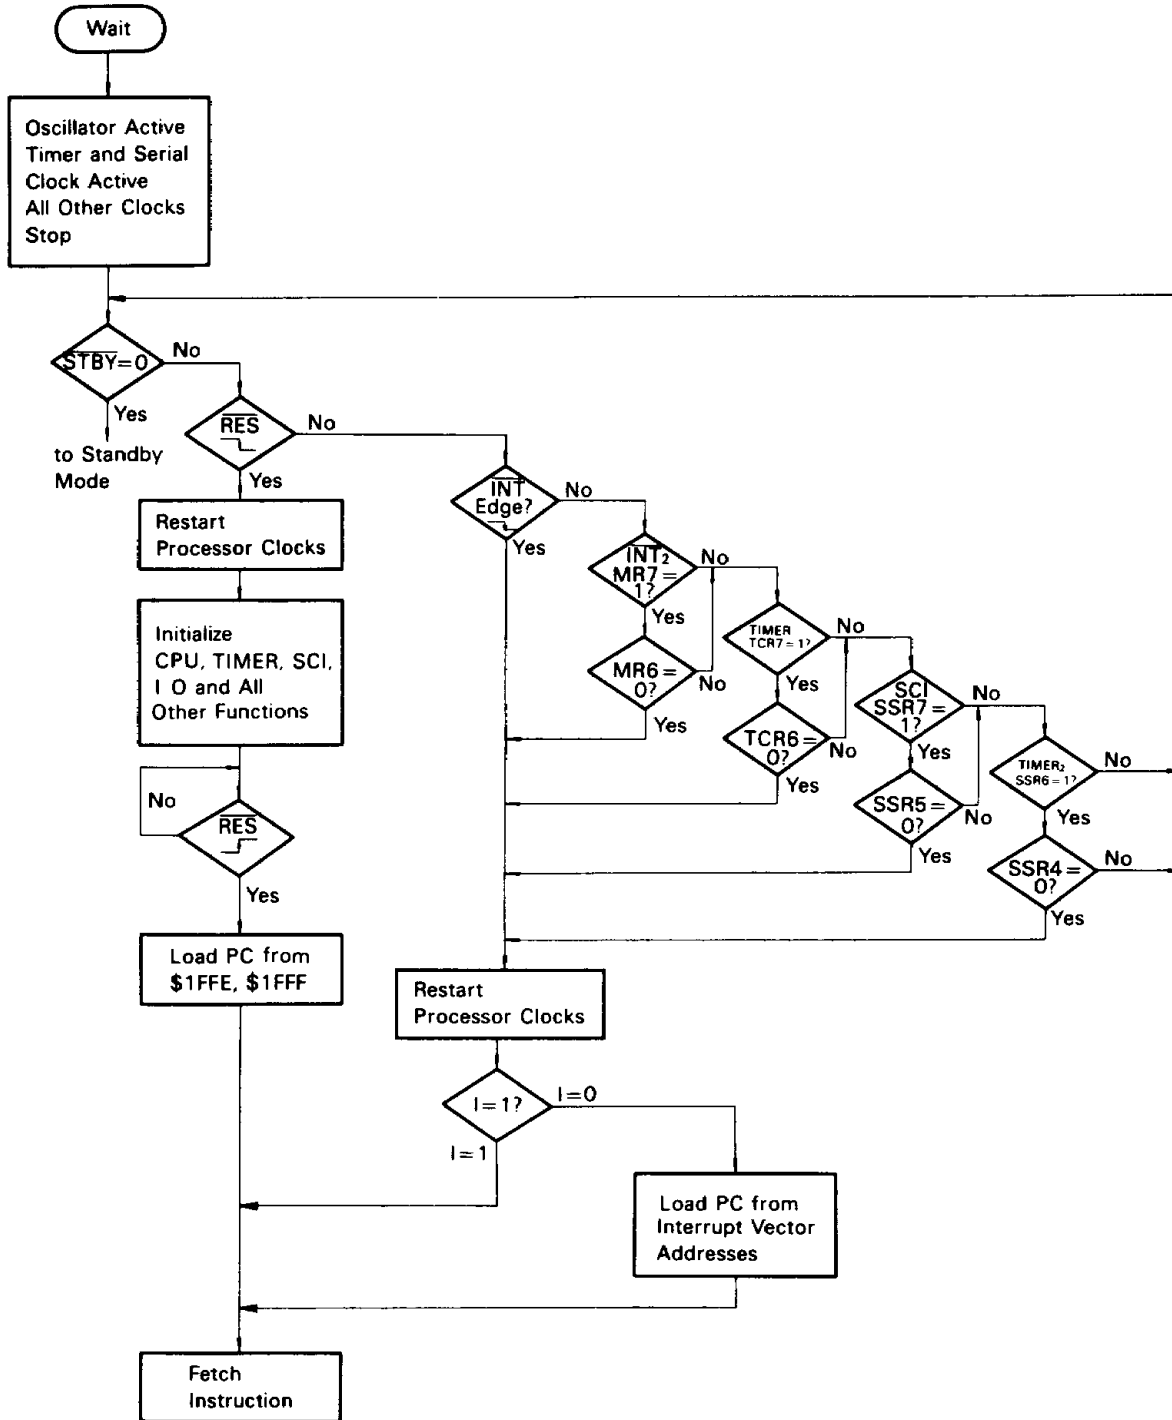 Wait
Oscillator Active
Timer and Serial
Clock Active
All Other Clocks
Stop
STBY=0
No
Yes
to Standby
Mode
RES
No
Yes
Restart
Processor Clocks
Initialize
CPU, TIMER, SCI,
I O and All
Other Functions
No
RES
Yes
Load PC from
$1FFE, $1FFF
INT
Edge?
No
Yes
INT2
MR7=
1?
No
Yes
MR6=
0?
No
Yes
TIMER
TCR7=1?
No
Yes
TCR6=
0?
No
Yes
SCI
SSR7=
1?
No
Yes
SSR5=
0?
No
Yes
TIMER2
SSR6=1?
No
Yes
SSR4=
0?
No
Yes
Restart
Processor Clocks
I=1?
I=0
I=1
Load PC from
Interrupt Vector
Addresses
Fetch
Instruction